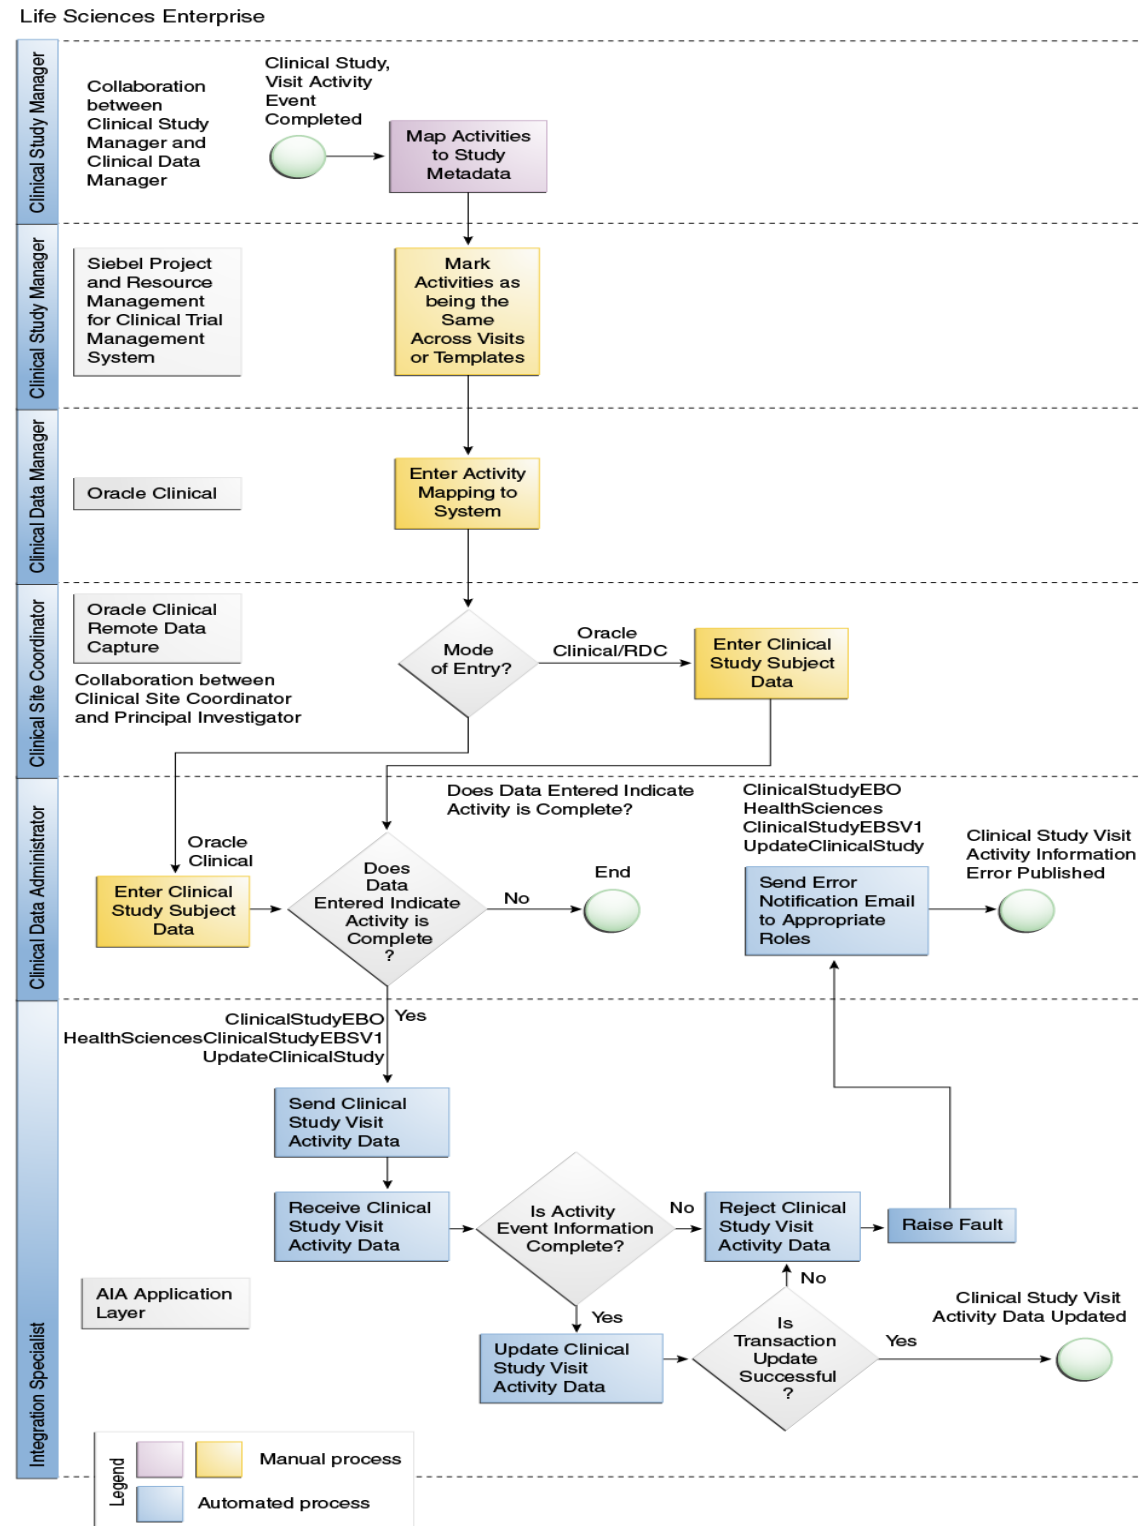 Life Sciences Enterprise
Clinical Study Manager
Collaboration
between
Clinical Study
Manager and
Clinical Data
Manager
Clinical Study,
Visit Activity
Event
Completed
Map Activities
to Study
Metadata
Clinical Study Manager
Siebel Project
and Resource
Management
for Clinical Trial
Management
System
Mark
Activities as
being the
Same
Across Visits
or Templates
Clinical Data Manager
Oracle Clinical
Enter Activity
Mapping to
System
Clinical Site Coordinator
Oracle Clinical
Remote Data
Capture
Collaboration between
Clinical Site Coordinator
and Principal Investigator
Mode
of Entry?
Oracle
Clinical/RDC
Enter Clinical
Study Subject
Data
Clinical Data Administrator
Oracle
Clinical
Enter Clinical
Study Subject
Data
Does Data Entered Indicate
Activity is Complete?
Does
Data
Entered Indicate
Activity is
Complete
?
No
End
ClinicalStudyEBO
HealthSciences
ClinicalStudyEBSV1
UpdateClinicalStudy
Send Error
Notification Email
to Appropriate
Roles
Clinical Study Visit
Activity Information
Error Published
Integration Specialist
ClinicalStudyEBO
HealthSciencesClinicalStudyEBSV1
UpdateClinicalStudy
Yes
Send Clinical
Study Visit
Activity Data
Receive Clinical
Study Visit
Activity Data
Is Activity
Event Information
Complete?
No
Reject Clinical
Study Visit
Activity Data
Raise Fault
AIA Application
Layer
Yes
Update Clinical
Study Visit
Activity Data
No
Is
Transaction
Update
Successful
?
Yes
Clinical Study Visit
Activity Data Updated
Legend
Manual process
Automated process